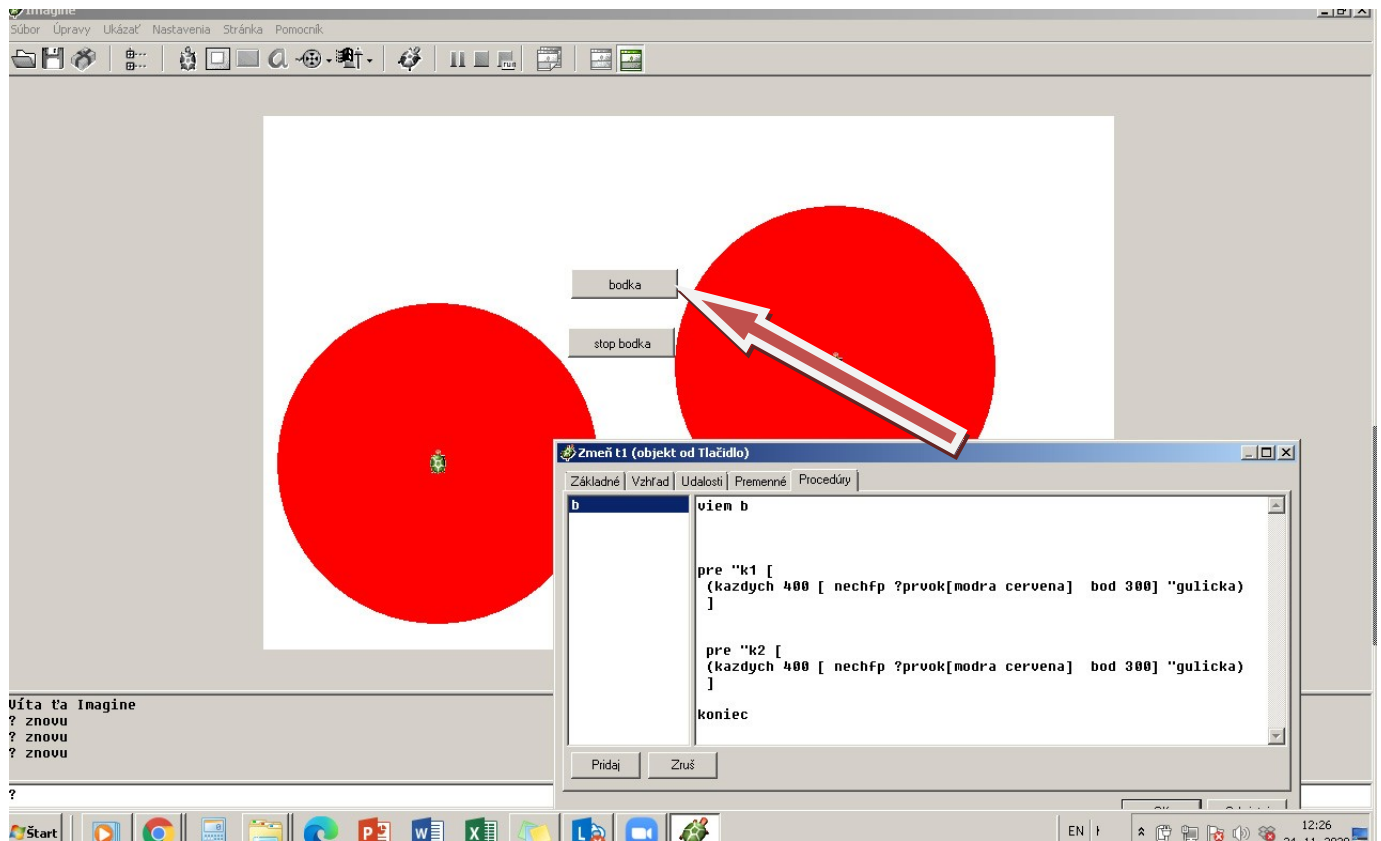 Imagine
Súbor Úpravy Ukázať Nastavenia Stránka Pomocník
run
bodka
stop bodka
Zmeň t1 (objekt od Tlačidlo)
Základné Vzhľad Udalosti Premenné Procedúry
b
viem b
pre "k1 [
(kazdych 400 [ nechfp ?prvok[modra cervena] bod 300] "gulicka)
]
pre "k2 [
(kazdych 400 [ nechfp ?prvok[modra cervena] bod 300] "gulicka)
]
koniec
Pridaj Zruš
Víta ťa Imagine
? znovu
? znovu
? znovu
?
Štart
EN
12:26